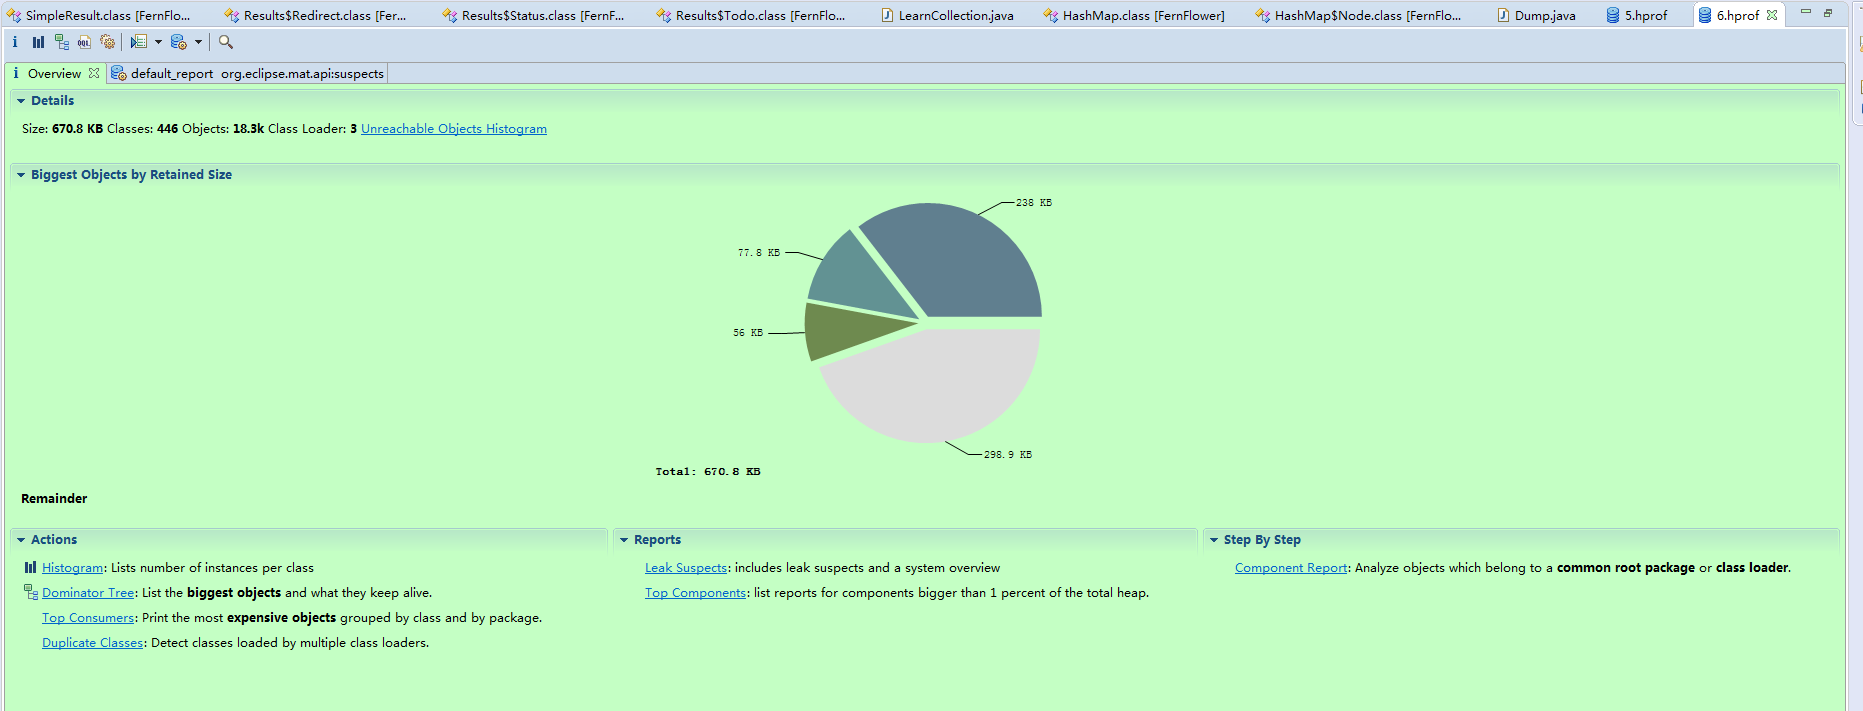 SimpleResult.class [FernFlo... Results$Redirect.class [Fer... Results$Status.class [FernF... Results$Todo.class [FernFlo... LearnCollection.java HashMap.class [FernFlower] HashMap$Node.class [FernFlo... Dump.java 5.hprof 6.hprof
i OQL
i Overview default_report org.eclipse.mat.api:suspects
Details
Size: 670.8 KB Classes: 446 Objects: 18.3k Class Loader: 3 Unreachable Objects Histogram
Biggest Objects by Retained Size
238 KB
77.8 KB
56 KB
298.9 KB
Total: 670.8 KB
Remainder
Actions
Histogram: Lists number of instances per class
Dominator Tree: List the biggest objects and what they keep alive.
Top Consumers: Print the most expensive objects grouped by class and by package.
Duplicate Classes: Detect classes loaded by multiple class loaders.
Reports
Leak Suspects: includes leak suspects and a system overview
Top Components: list reports for components bigger than 1 percent of the total heap.
Step By Step
Component Report: Analyze objects which belong to a common root package or class loader.